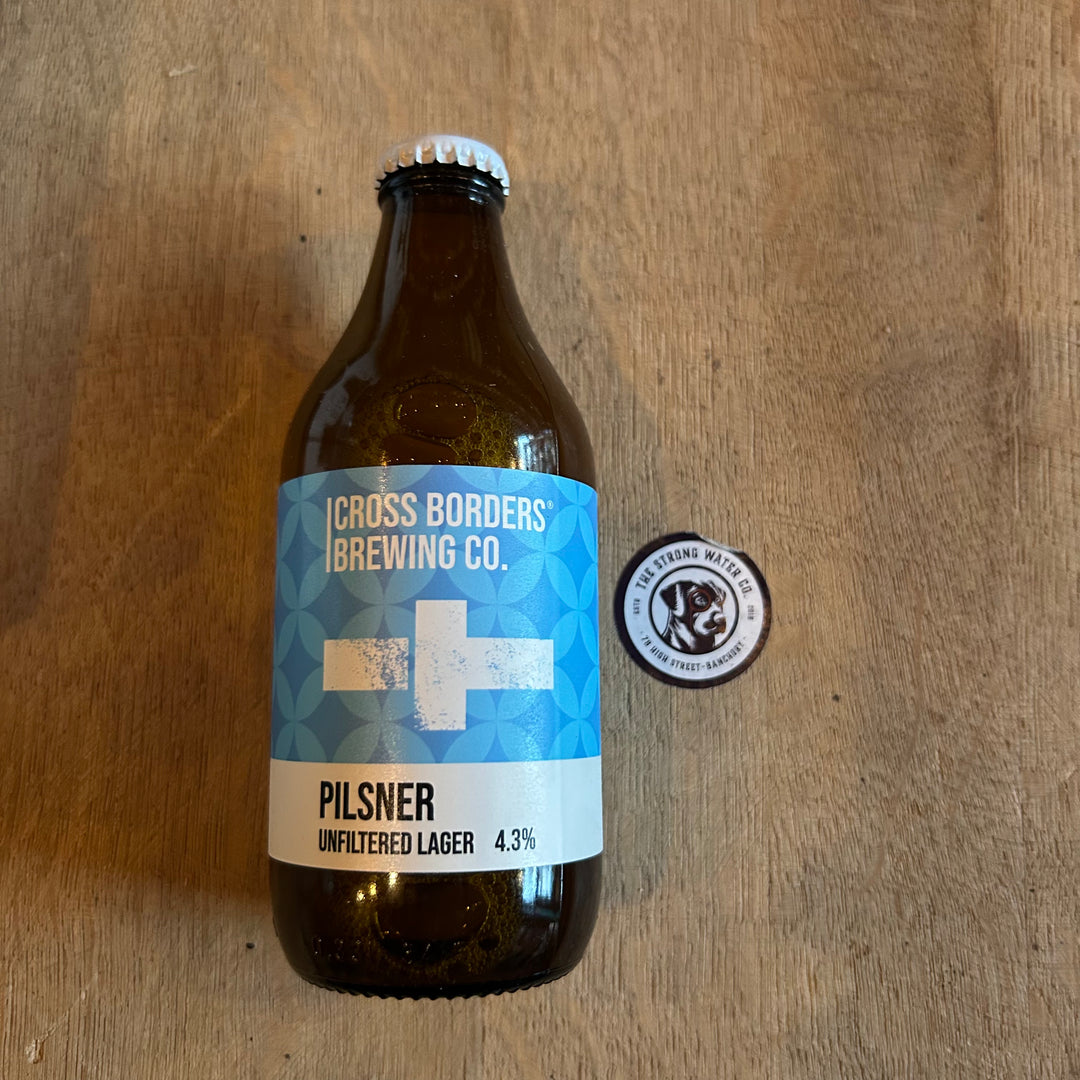 CROSS BORDERS®
BREWING CO.
PILSNER
UNFILTERED LAGER 4.3%
THE STRONG WATER CO.
ESTD 2018
78 HIGH STREET-BANCHORY